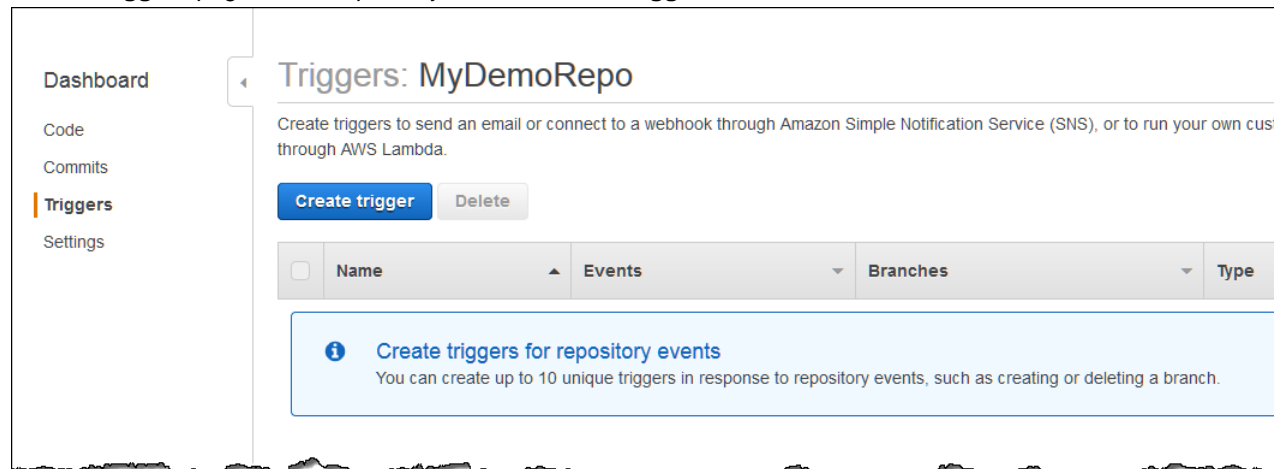 Dashboard
Code
Commits
Triggers
Settings
Triggers: MyDemoRepo
Create triggers to send an email or connect to a webhook through Amazon Simple Notification Service (SNS), or to run your own
through AWS Lambda.
Create trigger Delete
Name Events Branches Type
Create triggers for repository events
You can create up to 10 unique triggers in response to repository events, such as creating or deleting a branch.